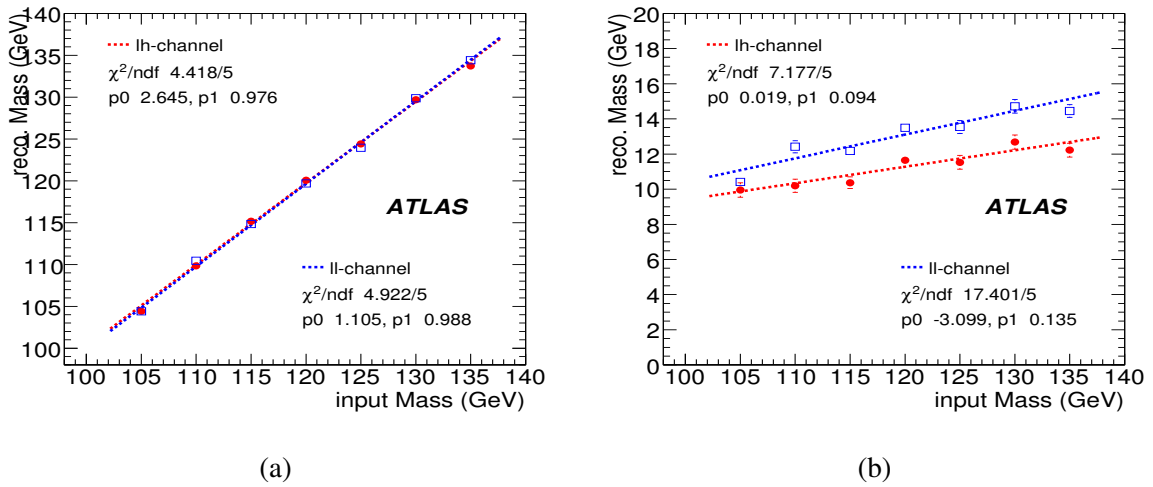 reco. Mass (GeV)
140
135
130
125
120
115
110
105
100
lh-channel
χ²/ndf 4.418/5
p0 2.645, p1 0.976
ATLAS
ll-channel
χ²/ndf 4.922/5
p0 1.105, p1 0.988
100 105 110 115 120 125 130 135 140
input Mass (GeV)
(a)
reco. Mass (GeV)
20
18
16
14
12
10
8
6
4
2
0
lh-channel
χ²/ndf 7.177/5
p0 0.019, p1 0.094
ATLAS
ll-channel
χ²/ndf 17.401/5
p0 -3.099, p1 0.135
100 105 110 115 120 125 130 135 140
input Mass (GeV)
(b)